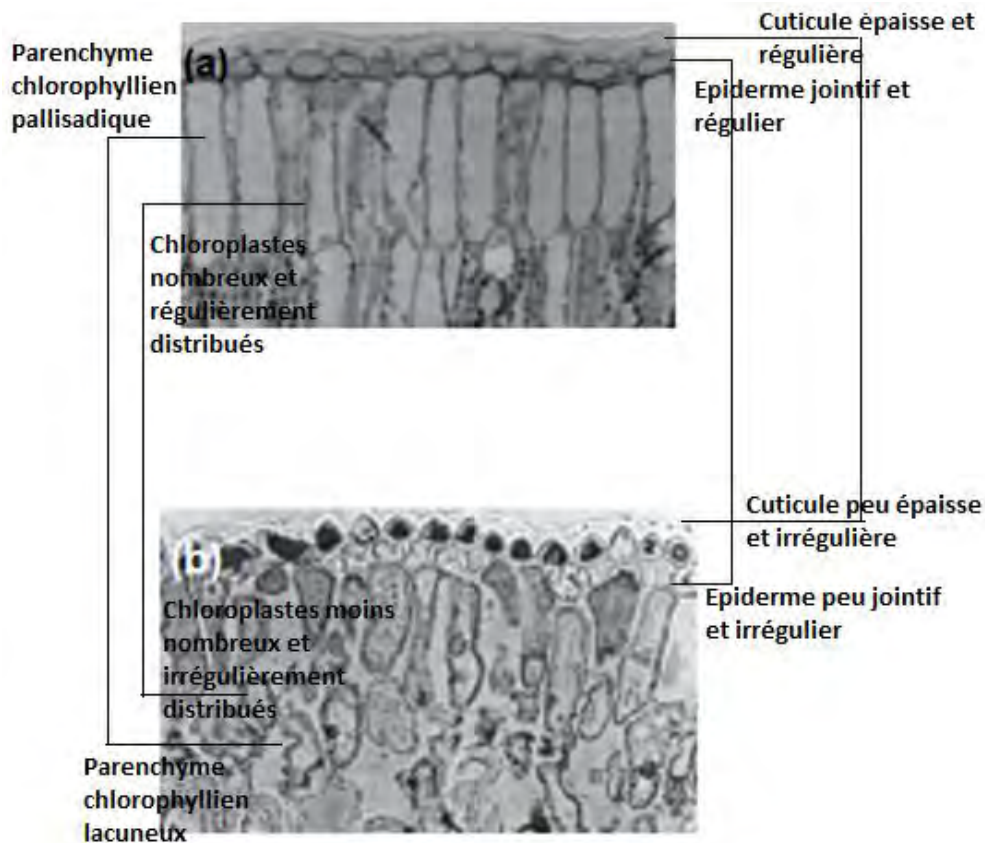 Cuticule épaisse et
régulière
Parenchyme
chlorophyllien
pallisadique
(a)
Epiderme jointif et
régulier
Chloroplastes
nombreux et
régulièrement
distribués
Cuticule peu épaisse
et irrégulière
(b)
Epiderme peu jointif
et irrégulier
Chloroplastes moins
nombreux et
irrégulièrement
distribués
Parenchyme
chlorophyllien
lacuneux